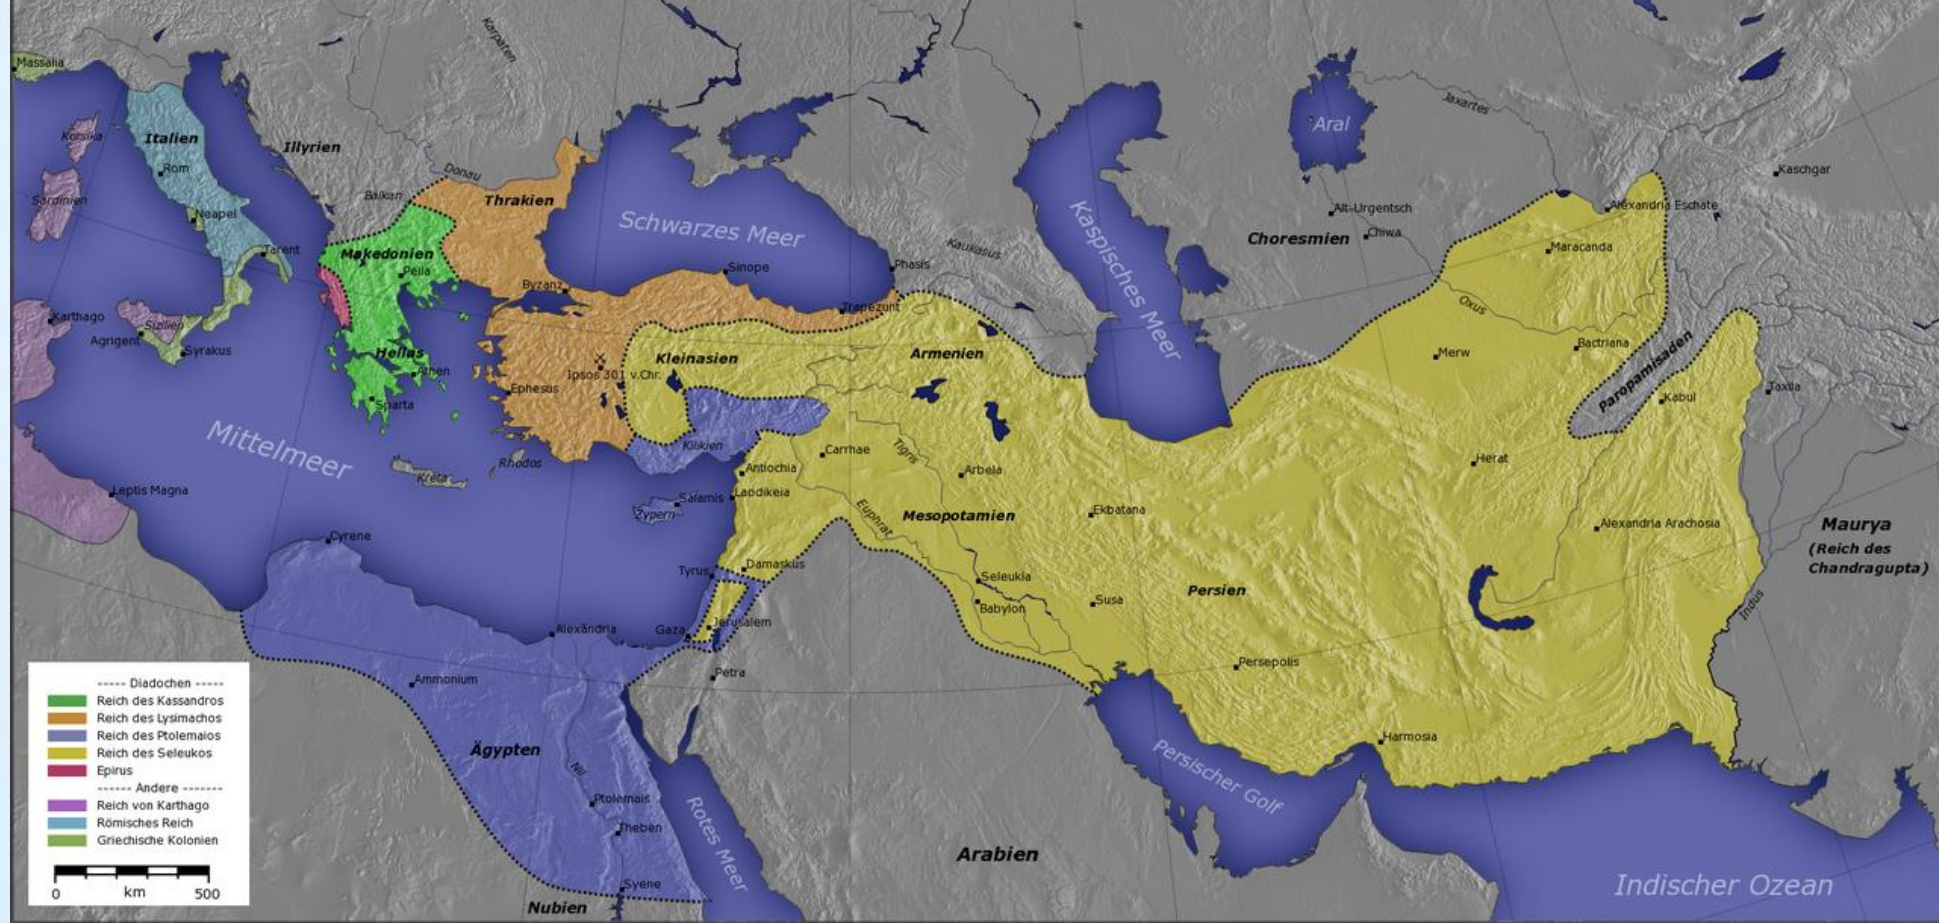 Massalia
Karpaten
Korsika
Italien
Rom
Illyrien
Sardinien
Neapel
Tarent
Balkan
Donau
Thrakien
Makedonien
Pella
Schwarzes Meer
Sinope
Byzanz
Kaukasus
Phasis
Trapezunt
Kaspisches Meer
Aral
Jaxartes
Kaschgar
Alt-Urgentsch
Choresmien
Chiwa
Alexandria Eschate
Maracanda
Oxus
Merw
Bactriana
Paropamisaden
Kabul
Taxila
Karthago
Sizilien
Agrigent
Syrakus
Hellas
Athen
Sparta
Ipsos 301 v.Chr.
Ephesus
Kleinasien
Armenien
Mittelmeer
Kreta
Rhodos
Kilikien
Carrhae
Tigris
Arbela
Antiochia
Laodikeia
Salamis
Zypern
Euphrat
Mesopotamien
Ekbatana
Herat
Alexandria Arachosia
Maurya
(Reich des
Chandragupta)
Leptis Magna
Cyrene
Tyrus
Damaskus
Seleukia
Babylon
Susa
Persien
Indus
Alexandria
Gaza
Jerusalem
Petra
Persepolis
Ammonium
Harmosia
Ägypten
Nil
Ptolemais
Theben
Rotes Meer
Persischer Golf
Arabien
Syene
Nubien
Indischer Ozean
----- Diadochen -----
Reich des Kassandros
Reich des Lysimachos
Reich des Ptolemaios
Reich des Seleukos
Epirus
----- Andere ------
Reich von Karthago
Römisches Reich
Griechische Kolonien
0 km 500